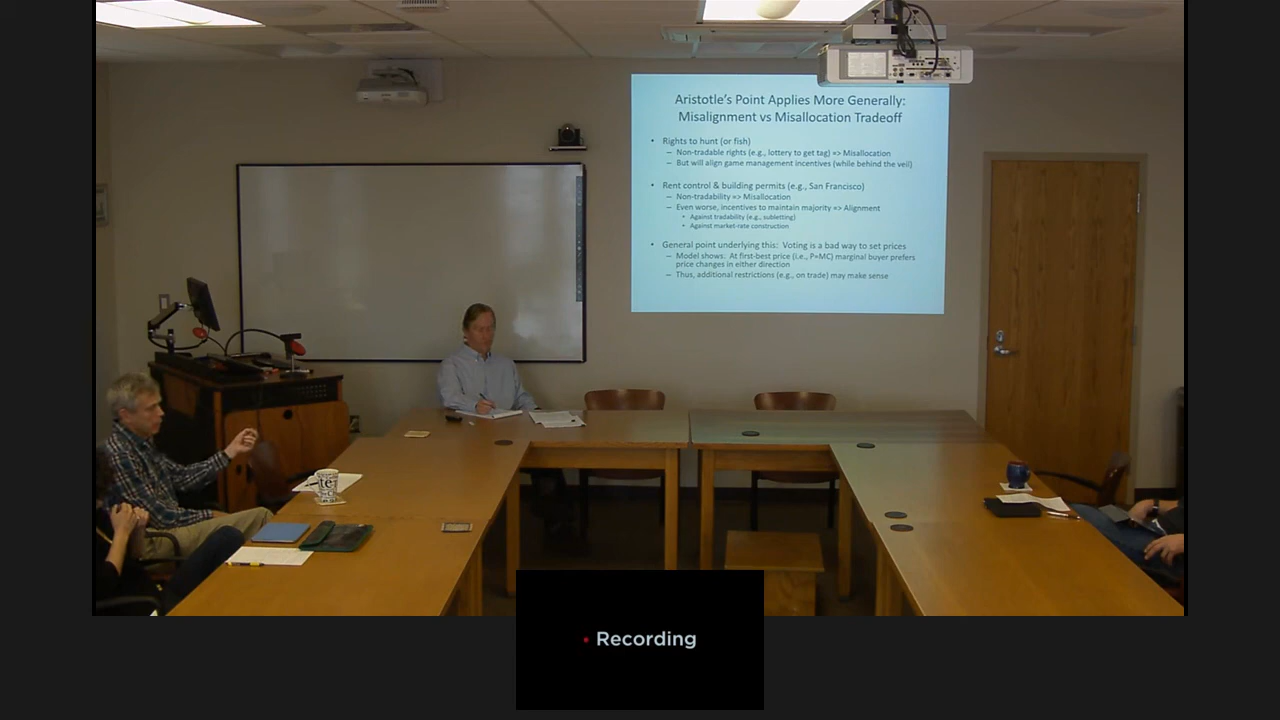 Aristotle's Point Applies More Generally:
Misalignment vs Misallocation Tradeoff
• Rights to hunt (or fish)
– Non-tradable rights (e.g., lottery to get tag) => Misallocation
– But will align game management incentives (while behind the veil)
• Rent control & building permits (e.g., San Francisco)
– Non-tradability => Misallocation
– Even worse, incentives to maintain majority => Alignment
• Against tradability (e.g., subletting)
• Against market-rate construction
• General point underlying this: Voting is a bad way to set prices
– Model shows: At first-best price (i.e., P=MC) marginal buyer prefers
price changes in either direction
– Thus, additional restrictions (e.g., on trade) may make sense
Recording